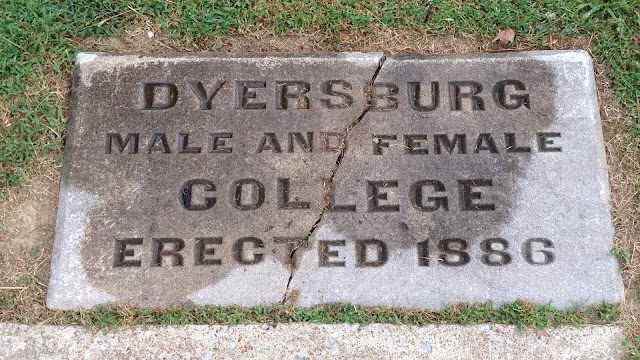 DYERSBURG
MALE AND FEMALE
COLLEGE
ERECTED 1886